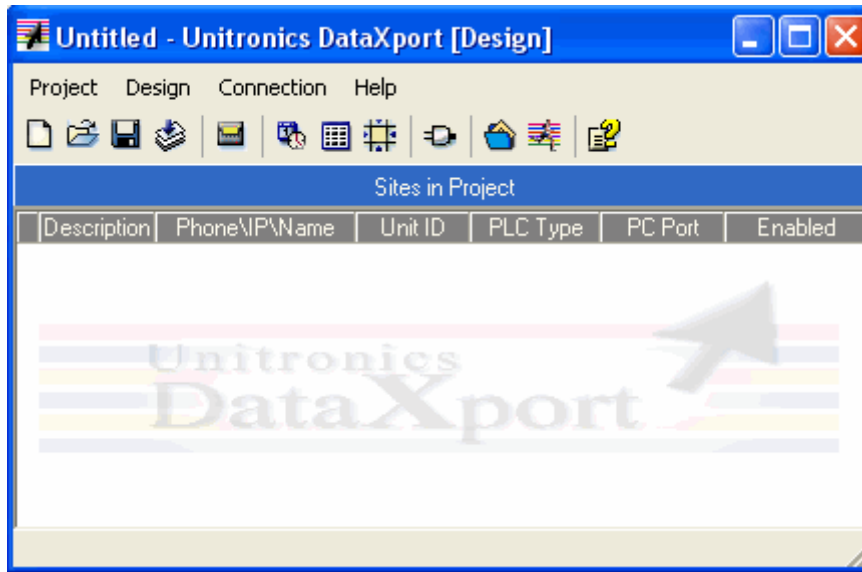 Untitled - Unitronics DataXport [Design]
Project Design Connection Help
Sites in Project
Description Phone\IP\Name Unit ID PLC Type PC Port Enabled
Unitronics
DataXport